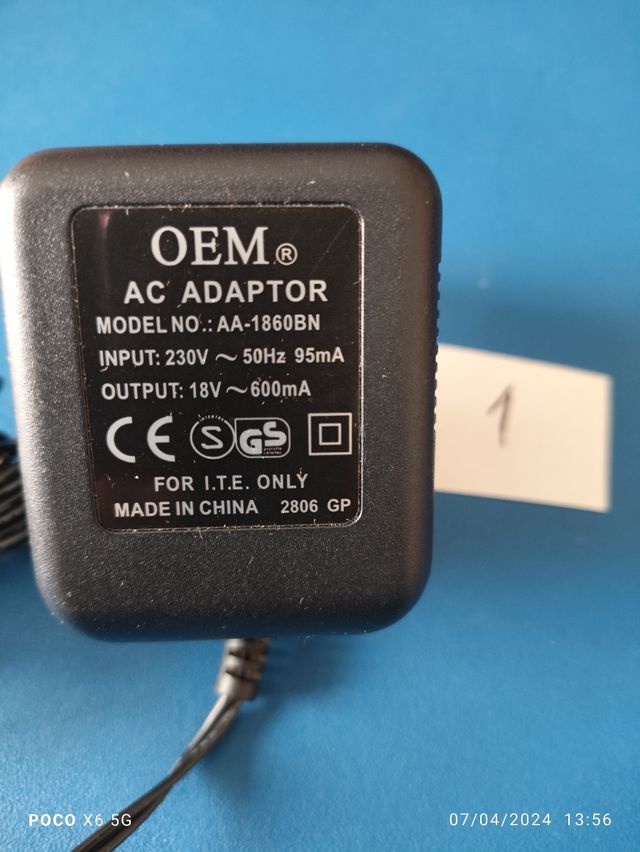 OEM®
AC ADAPTOR
MODEL NO.: AA-1860BN
INPUT: 230V ~ 50Hz 95mA
OUTPUT: 18V ~ 600mA
CE S GS
FOR I.T.E. ONLY
MADE IN CHINA 2806 GP
1
POCO X6 5G
07/04/2024 13:56